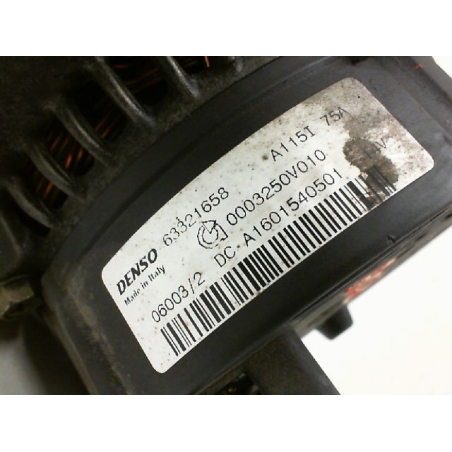 DENSO 63321658 A115I 75A
Made in Italy 0003250V010 V
06003/2 DC-A1601540501